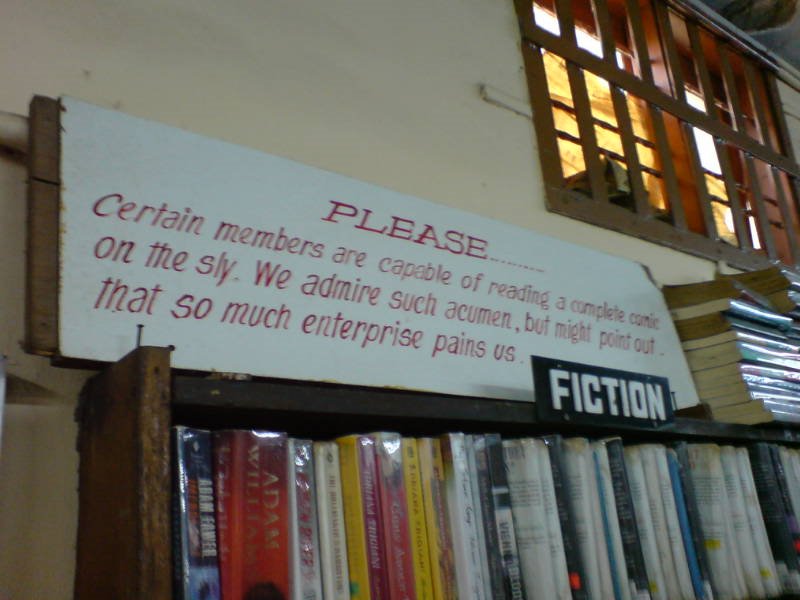 PLEASE..........
Certain members are capable of reading a complete comic
on the sly. We admire such acumen, but might point out
that so much enterprise pains us.
FICTION
ADAM
WILLIAMS